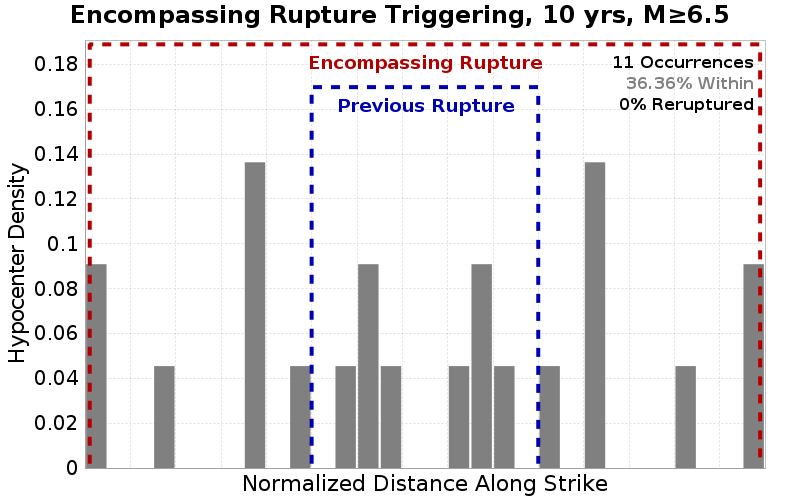 Encompassing Rupture Triggering, 10 yrs, M≥6.5
Encompassing Rupture
11 Occurrences
36.36% Within
0% Reruptured
Previous Rupture
Hypocenter Density
0.18
0.16
0.14
0.12
0.1
0.08
0.06
0.04
0.02
0
Normalized Distance Along Strike